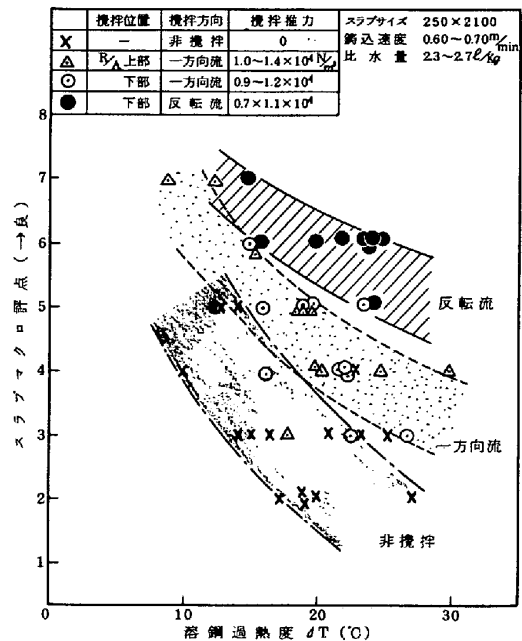 攪拌位置 攪拌方向 攪拌推力
× − 非攪拌 0
△ R/A 上部 一方向流 1.0~1.4×10⁴ N/m³
⊙ 下部 一方向流 0.9~1.2×10⁴
● 下部 反転流 0.7×1.1×10⁴
スラブサイズ 250×2100
鋳込速度 0.60~0.70m/min
比水量 2.3~2.7ℓ/kg
スラブマクロ評点(→良)
8
7
6
5
4
3
2
1
反転流
一方向流
非攪拌
10 20 30
溶鋼過熱度 ΔT (℃)